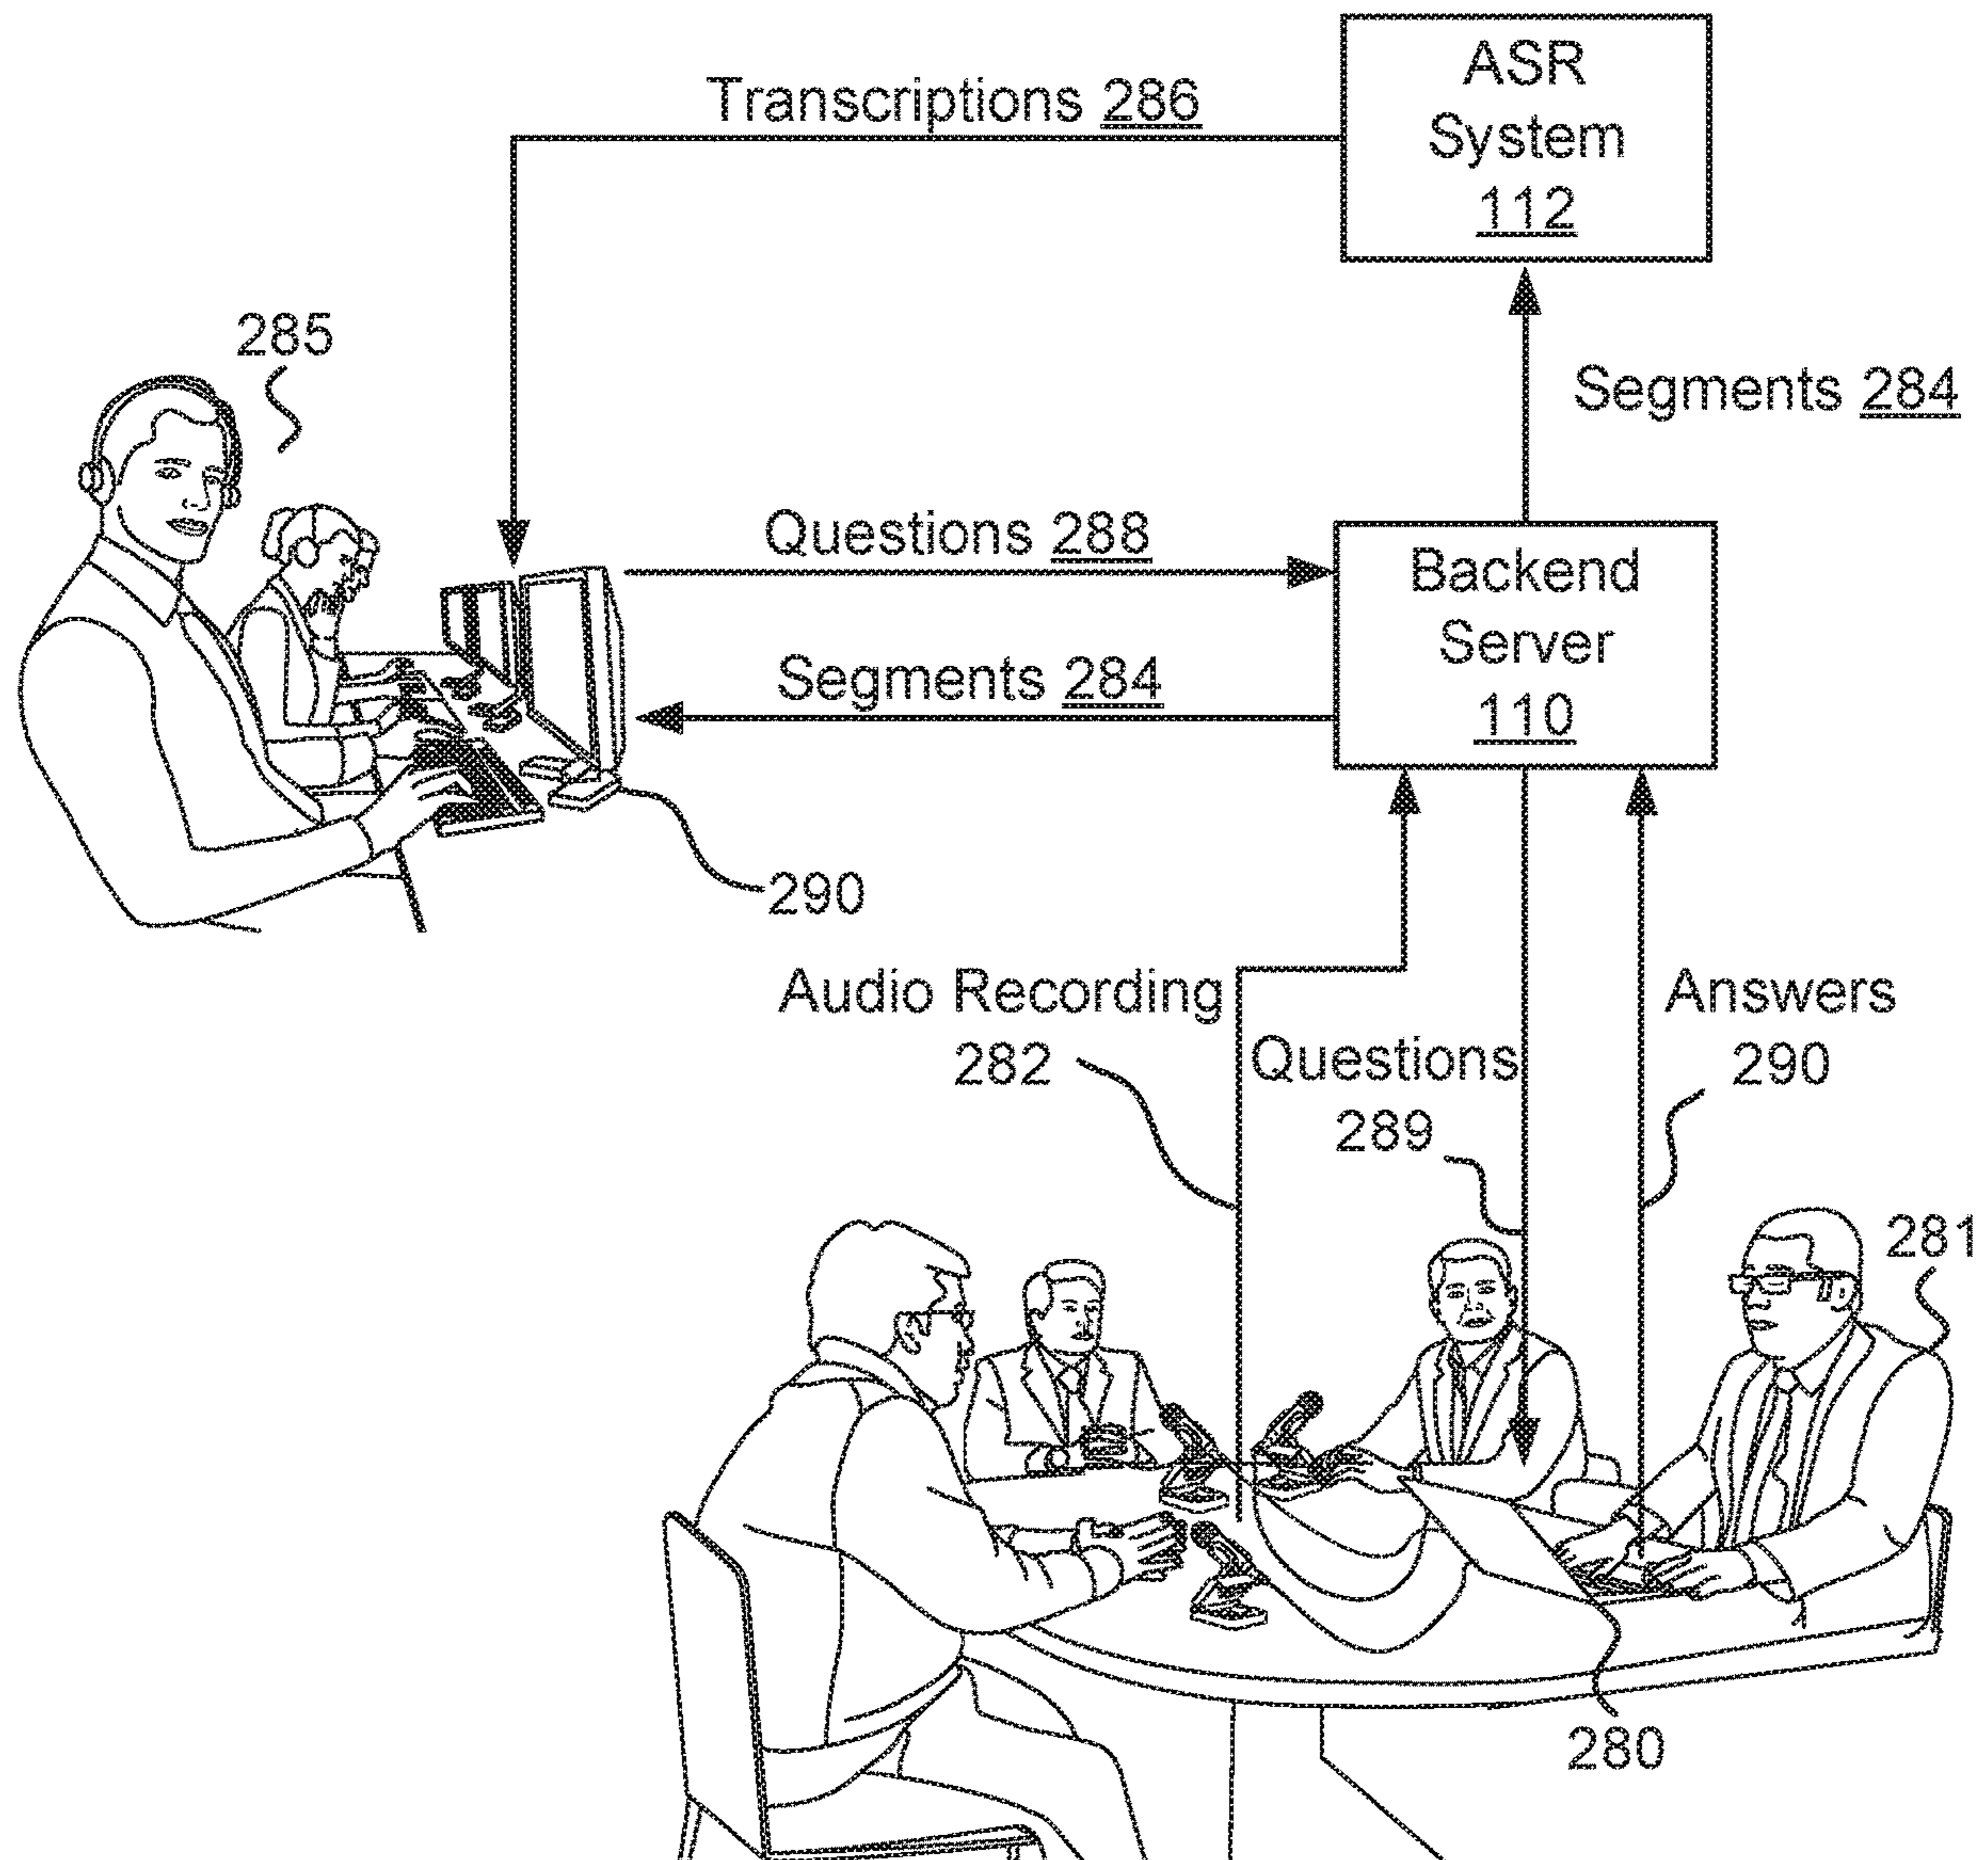 ASR
System
112
Transcriptions 286
285
Segments 284
Questions 288
Backend
Server
110
Segments 284
290
Audio Recording
282
Questions
289
Answers
290
281
280